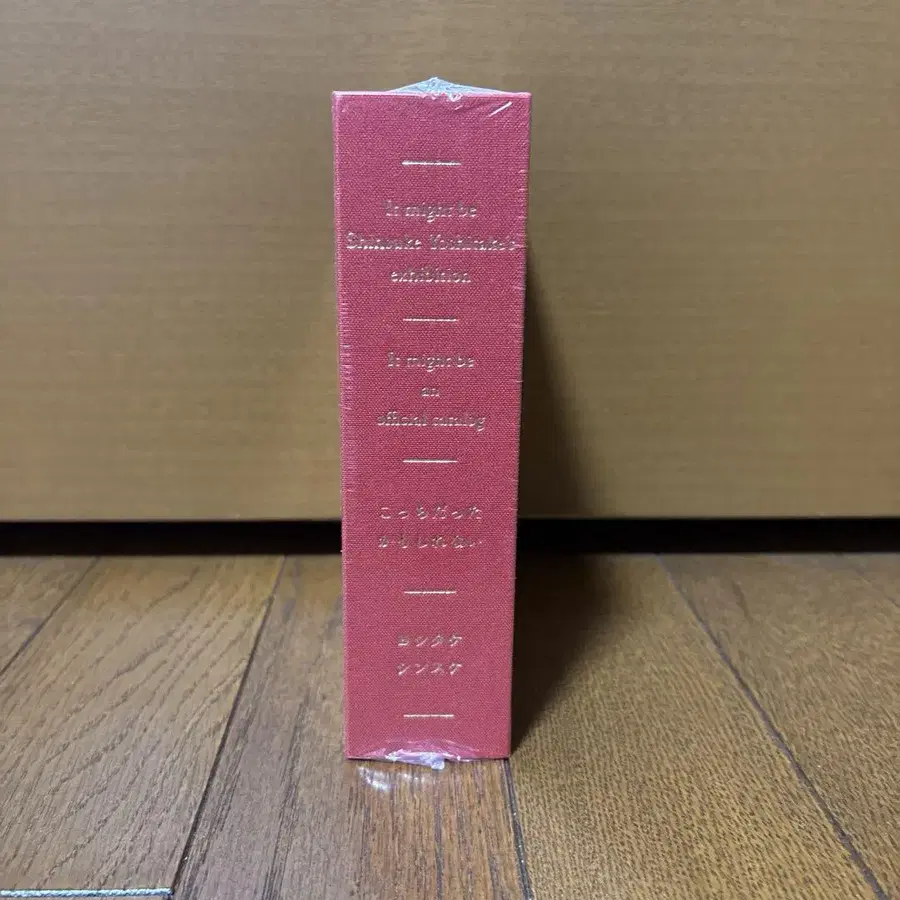 It might be
Shinsuke Yoshitake's
exhibition
It might be
an
official catalog
こっちだった
かもしれない
ヨシタケ
シンスケ